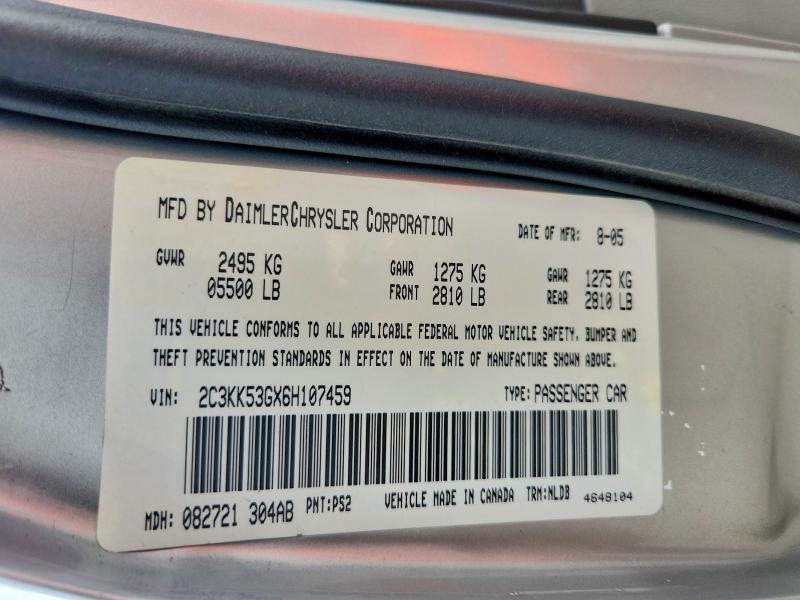 MFD BY DAIMLERCHRYSLER CORPORATION DATE OF MFR: 8-05
GVWR 2495 KG GAWR 1275 KG GAWR 1275 KG
05500 LB FRONT 2810 LB REAR 2810 LB
THIS VEHICLE CONFORMS TO ALL APPLICABLE FEDERAL MOTOR VEHICLE SAFETY, BUMPER AND
THEFT PREVENTION STANDARDS IN EFFECT ON THE DATE OF MANUFACTURE SHOWN ABOVE.
VIN: 2C3KK53GX6H107459 TYPE: PASSENGER CAR
MDH: 082721 304AB PNT: PS2 VEHICLE MADE IN CANADA TRM: NLDB 4648104